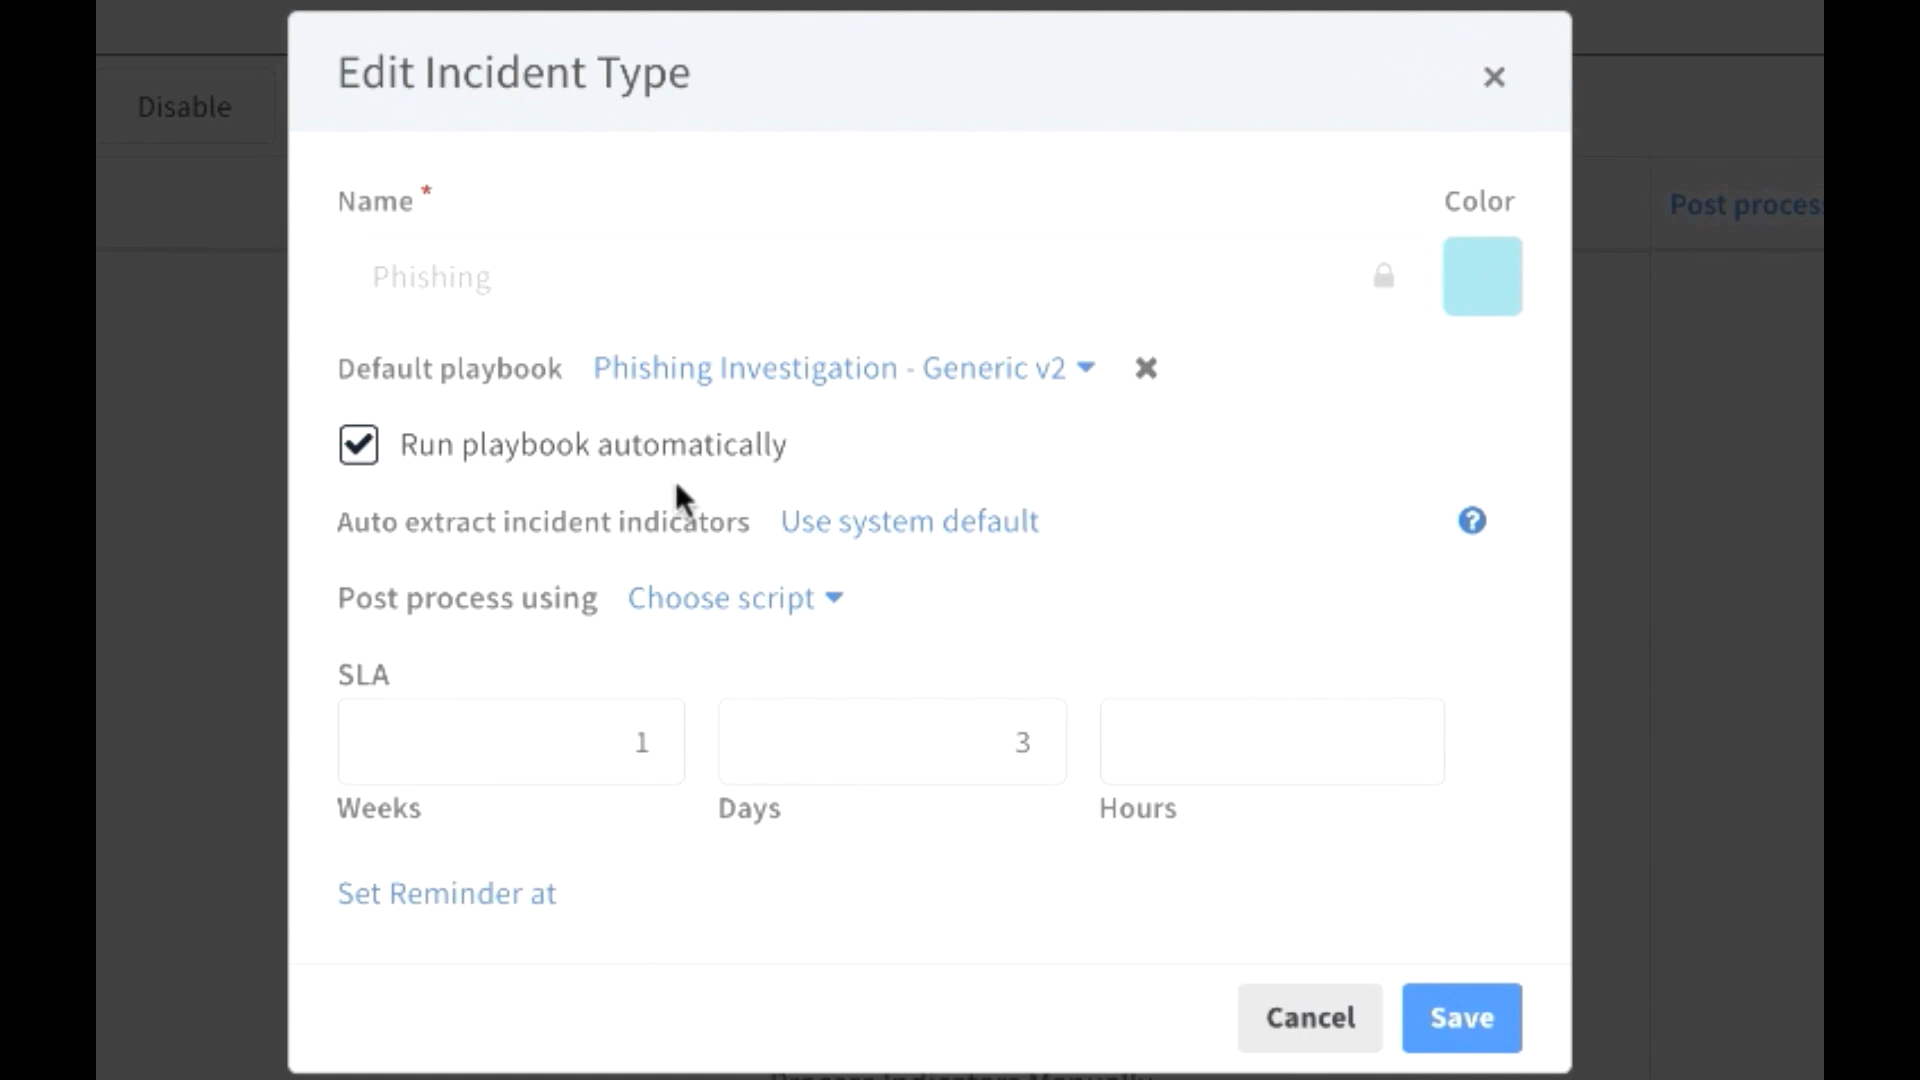 Edit Incident Type
Disable
Name *
Color
Post proces
Phishing
Default playbook Phishing Investigation - Generic v2
Run playbook automatically
Auto extract incident indicators Use system default
?
Post process using Choose script
SLA
1 3
Weeks Days Hours
Set Reminder at
Cancel Save